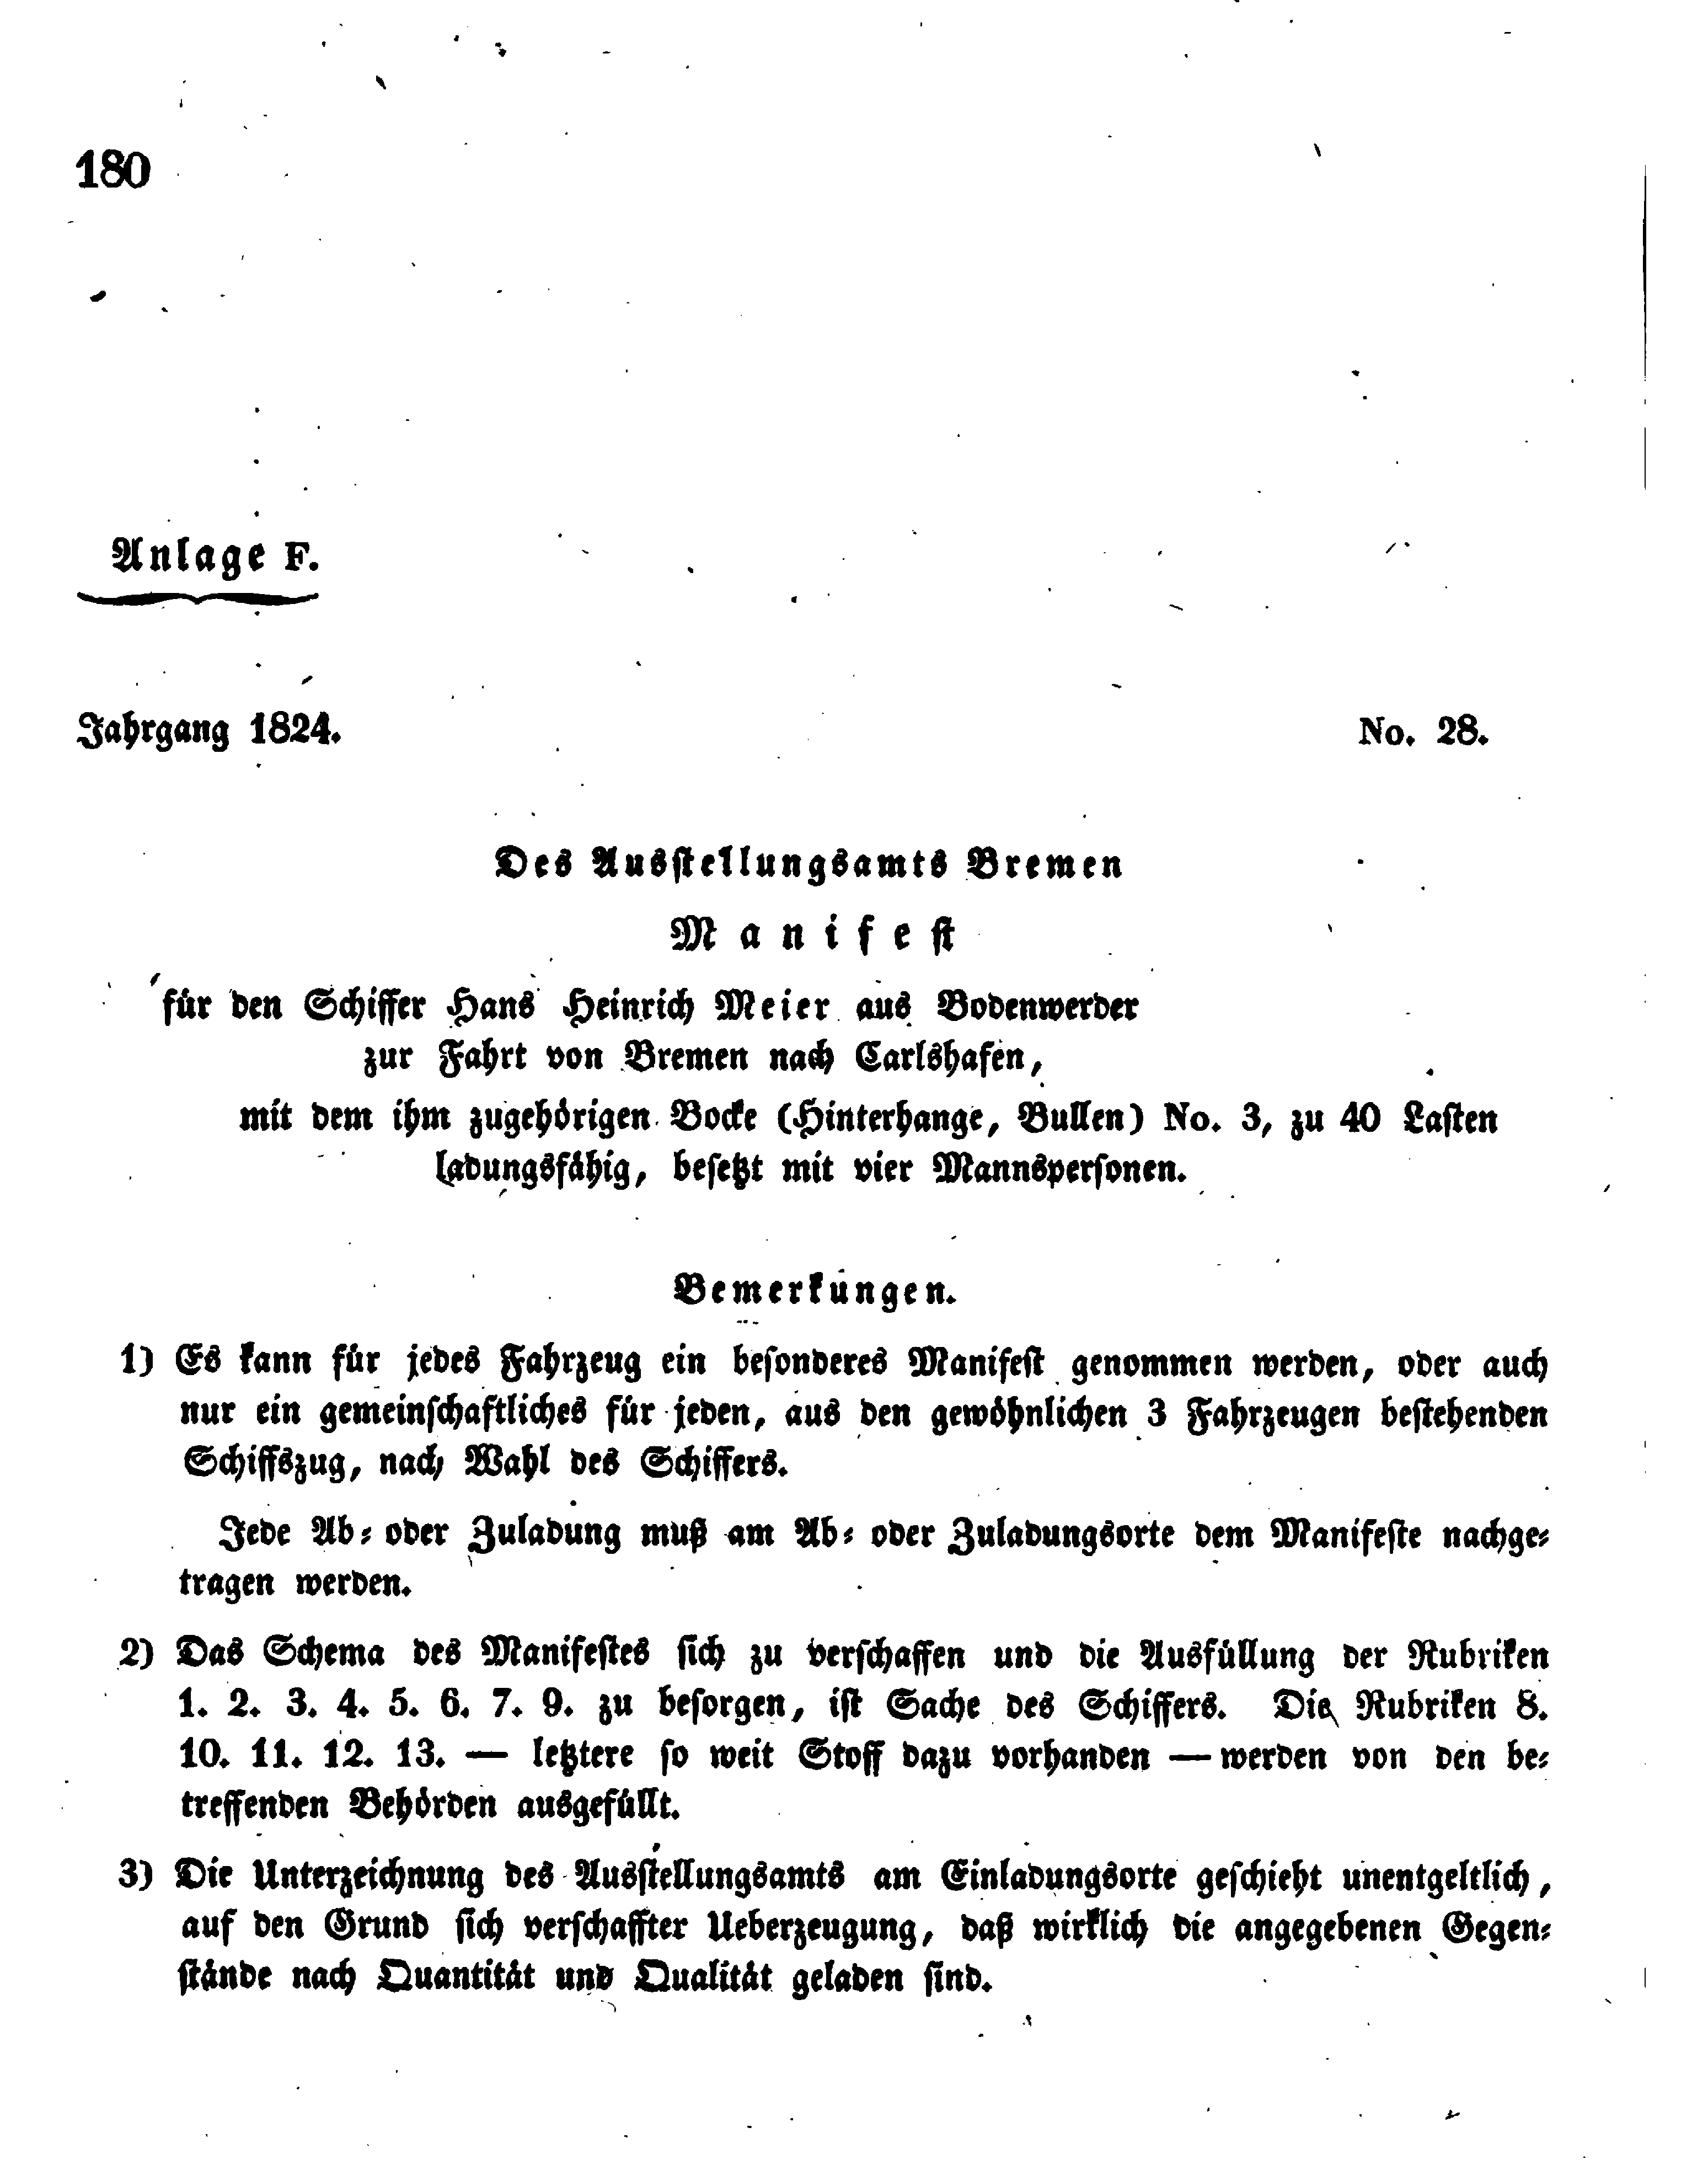 180
Anlage F.
Jahrgang 1824.
No. 28.
Des Ausstellungsamts Bremen
Manifest
für den Schiffer Hans Heinrich Meier aus Bodenwerder
zur Fahrt von Bremen nach Carlshafen,
mit dem ihm zugehörigen Bocke (Hinterhange, Bullen) No. 3, zu 40 Lasten
ladungsfähig, besetzt mit vier Mannspersonen.
Bemerkungen.
1) Es kann für jedes Fahrzeug ein besonderes Manifest genommen werden, oder auch
nur ein gemeinschaftliches für jeden, aus den gewöhnlichen 3 Fahrzeugen bestehenden
Schiffszug, nach Wahl des Schiffers.
Jede Ab- oder Zuladung muß am Ab- oder Zuladungsorte dem Manifeste nachge-
tragen werden.
2) Das Schema des Manifestes sich zu verschaffen und die Ausfüllung der Rubriken
1. 2. 3. 4. 5. 6. 7. 9. zu besorgen, ist Sache des Schiffers. Die Rubriken 8.
10. 11. 12. 13. — letztere so weit Stoff dazu vorhanden — werden von den be-
treffenden Behörden ausgefüllt.
3) Die Unterzeichnung des Ausstellungsamts am Einladungsorte geschieht unentgeltlich,
auf den Grund sich verschaffter Ueberzeugung, daß wirklich die angegebenen Gegen-
stände nach Quantität und Qualität geladen sind.